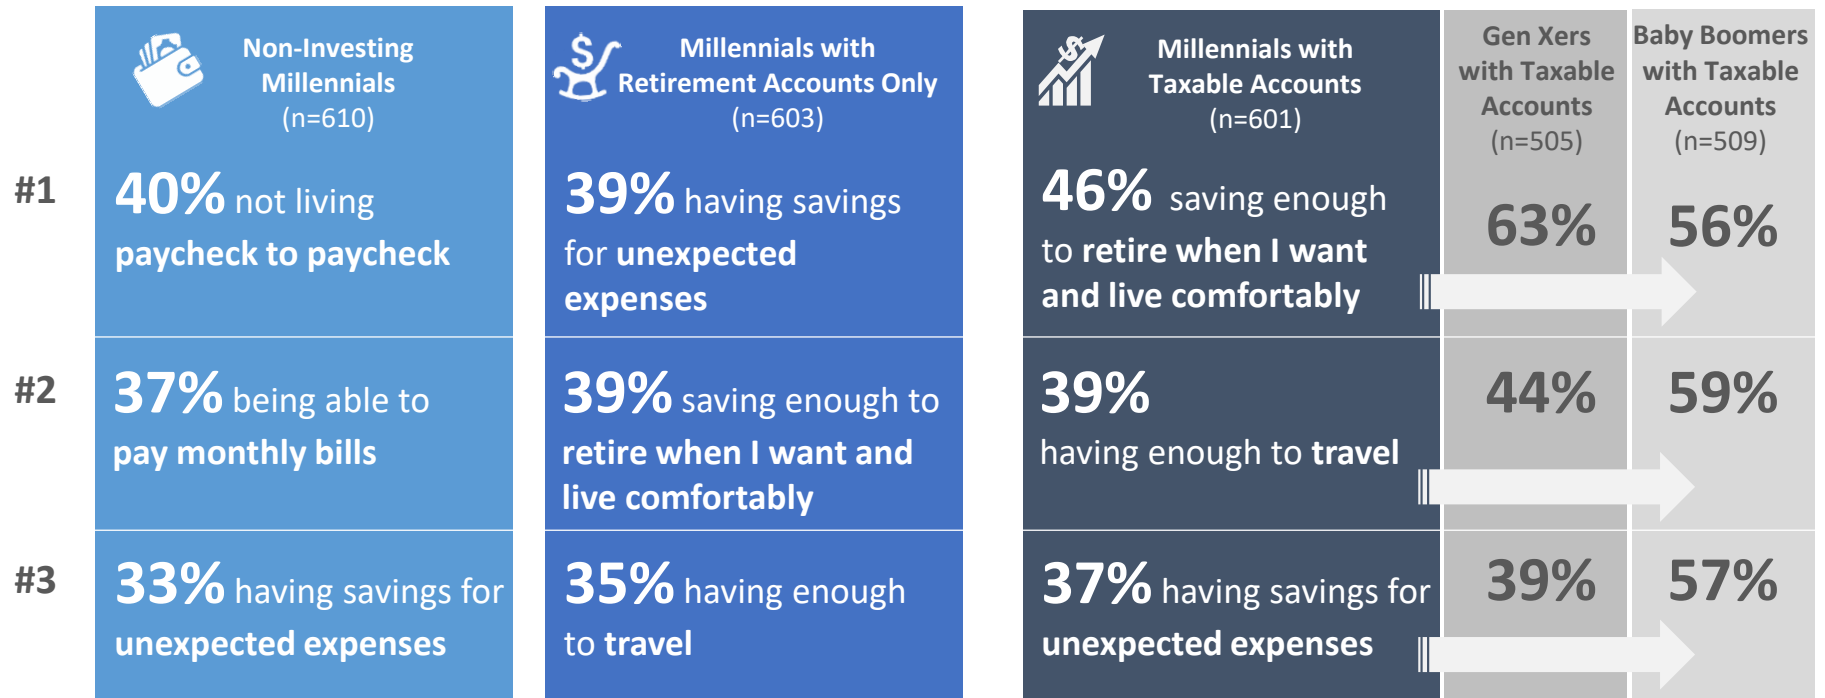 Non-Investing
Millennials
(n=610)
Millennials with
Retirement Accounts Only
(n=603)
Millennials with
Taxable Accounts
(n=601)
Gen Xers
with Taxable
Accounts
(n=505)
Baby Boomers
with Taxable
Accounts
(n=509)
#1
40% not living
paycheck to paycheck
39% having savings
for unexpected
expenses
46% saving enough
to retire when I want
and live comfortably
63%
56%
#2
37% being able to
pay monthly bills
39% saving enough to
retire when I want and
live comfortably
39%
having enough to travel
44%
59%
#3
33% having savings for
unexpected expenses
35% having enough
to travel
37% having savings for
unexpected expenses
39%
57%